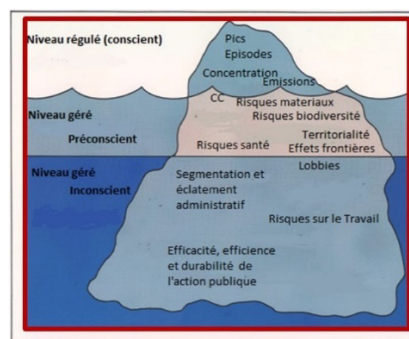 Niveau régulé (conscient)
Pics
Episodes
Concentration
Emissions
CC
Risques materiaux
Niveau géré
Risques biodiversité
Territorialité
Préconscient
Risques santé
Effets frontières
Niveau géré
Lobbies
Inconscient
Segmentation et
éclatement
administratif
Risques sur le Travail
Efficacité, efficience
et durabilité de
l'action publique